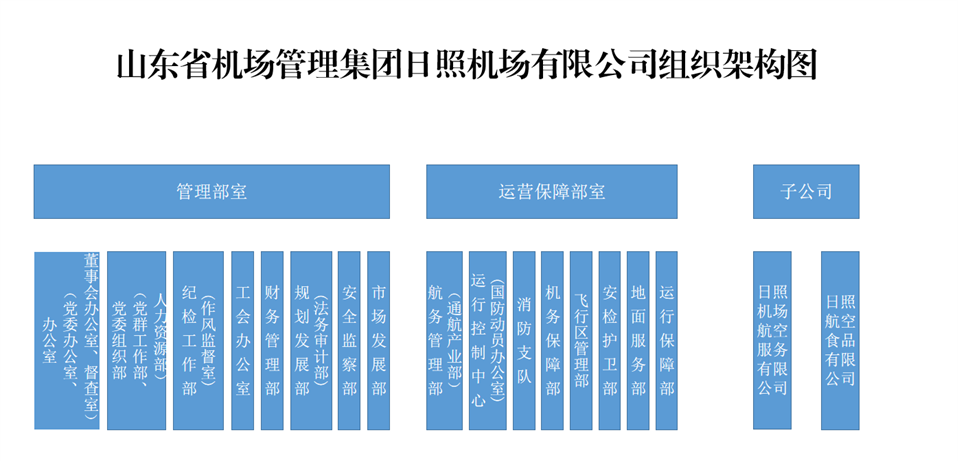 山东省机场管理集团日照机场有限公司组织架构图
管理部室
运营保障部室
子公司
办公室
（党委办公室、
董事会办公室、督查室）
党委组织部
（党群工作部、
人力资源部）
纪检工作部
（作风监督室）
工会办公室
财务管理部
规划发展部
（法务审计部）
安全监察部
市场发展部
航务管理部
（通航产业部）
运行控制中心
（国防动员办公室）
消防支队
机务保障部
飞行区管理部
安检护卫部
地面服务部
运行保障部
日照机场航空服务有限公司
日照航空食品有限公司